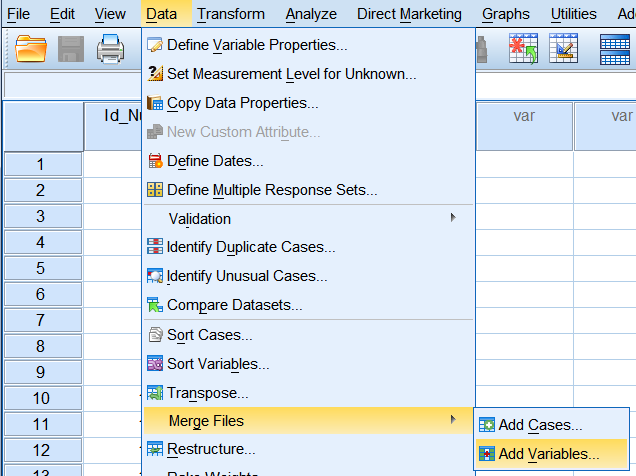 File Edit View Data Transform Analyze Direct Marketing Graphs Utilities
Define Variable Properties...
Set Measurement Level for Unknown...
Copy Data Properties...
Id_Nu var var
New Custom Attribute...
1 Define Dates...
2 Define Multiple Response Sets...
3 Validation
4 Identify Duplicate Cases...
5 Identify Unusual Cases...
6 Compare Datasets...
7
8 Sort Cases...
9 Sort Variables...
10 Transpose...
11 Merge Files Add Cases...
12 Restructure... Add Variables...
13